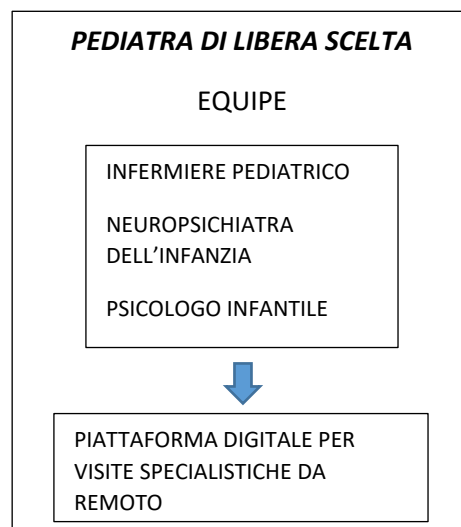 PEDIATRA DI LIBERA SCELTA
EQUIPE
INFERMIERE PEDIATRICO
NEUROPSICHIATRA
DELL’INFANZIA
PSICOLOGO INFANTILE
PIATTAFORMA DIGITALE PER
VISITE SPECIALISTICHE DA
REMOTO